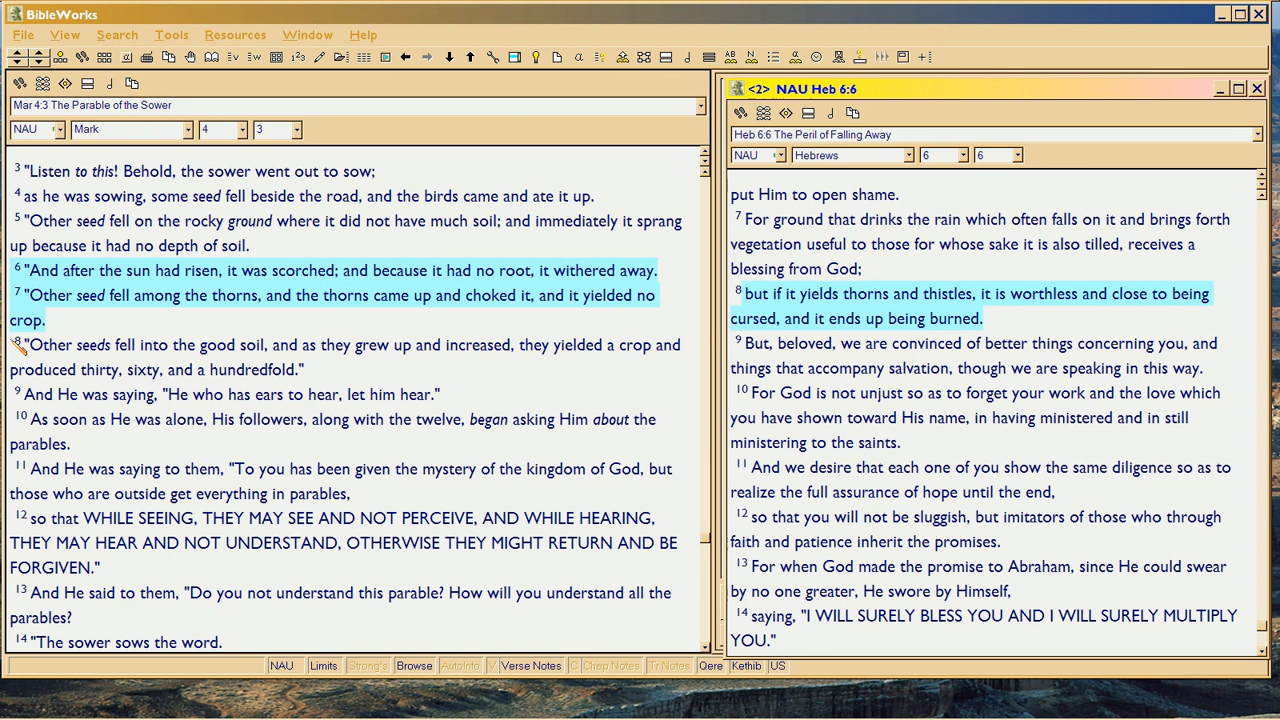 BibleWorks
File View Search Tools Resources Window Help
Mar 4:3 The Parable of the Sower
NAU Mark 4 3
3 "Listen to this! Behold, the sower went out to sow;
4 as he was sowing, some seed fell beside the road, and the birds came and ate it up.
5 "Other seed fell on the rocky ground where it did not have much soil; and immediately it sprang
up because it had no depth of soil.
6 "And after the sun had risen, it was scorched; and because it had no root, it withered away.
7 "Other seed fell among the thorns, and the thorns came up and choked it, and it yielded no
crop.
8 "Other seeds fell into the good soil, and as they grew up and increased, they yielded a crop and
produced thirty, sixty, and a hundredfold."
9 And He was saying, "He who has ears to hear, let him hear."
10 As soon as He was alone, His followers, along with the twelve, began asking Him about the
parables.
11 And He was saying to them, "To you has been given the mystery of the kingdom of God, but
those who are outside get everything in parables,
12 so that WHILE SEEING, THEY MAY SEE AND NOT PERCEIVE, AND WHILE HEARING,
THEY MAY HEAR AND NOT UNDERSTAND, OTHERWISE THEY MIGHT RETURN AND BE
FORGIVEN."
13 And He said to them, "Do you not understand this parable? How will you understand all the
parables?
14 "The sower sows the word.
<2> NAU Heb 6:6
Heb 6:6 The Peril of Falling Away
NAU Hebrews 6 6
put Him to open shame.
7 For ground that drinks the rain which often falls on it and brings forth
vegetation useful to those for whose sake it is also tilled, receives a
blessing from God;
8 but if it yields thorns and thistles, it is worthless and close to being
cursed, and it ends up being burned.
9 But, beloved, we are convinced of better things concerning you, and
things that accompany salvation, though we are speaking in this way.
10 For God is not unjust so as to forget your work and the love which
you have shown toward His name, in having ministered and in still
ministering to the saints.
11 And we desire that each one of you show the same diligence so as to
realize the full assurance of hope until the end,
12 so that you will not be sluggish, but imitators of those who through
faith and patience inherit the promises.
13 For when God made the promise to Abraham, since He could swear
by no one greater, He swore by Himself,
14 saying, "I WILL SURELY BLESS YOU AND I WILL SURELY MULTIPLY
YOU."
NAU Limits Strong's Browse AutoInfo V Verse Notes C Chap Notes Tr Notes Qere Kethib US